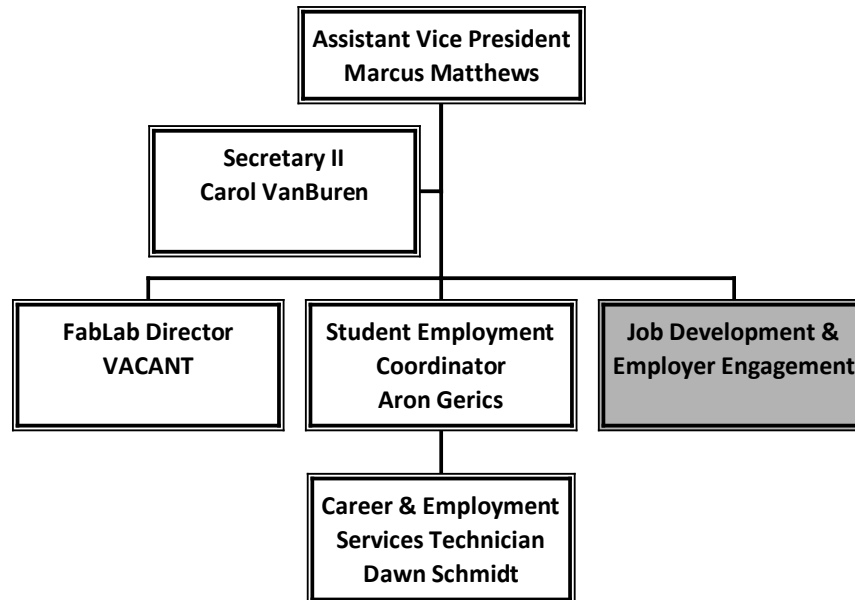 Assistant Vice President
Marcus Matthews
Secretary II
Carol VanBuren
FabLab Director
VACANT
Student Employment
Coordinator
Aron Gerics
Job Development &
Employer Engagement
Career & Employment
Services Technician
Dawn Schmidt